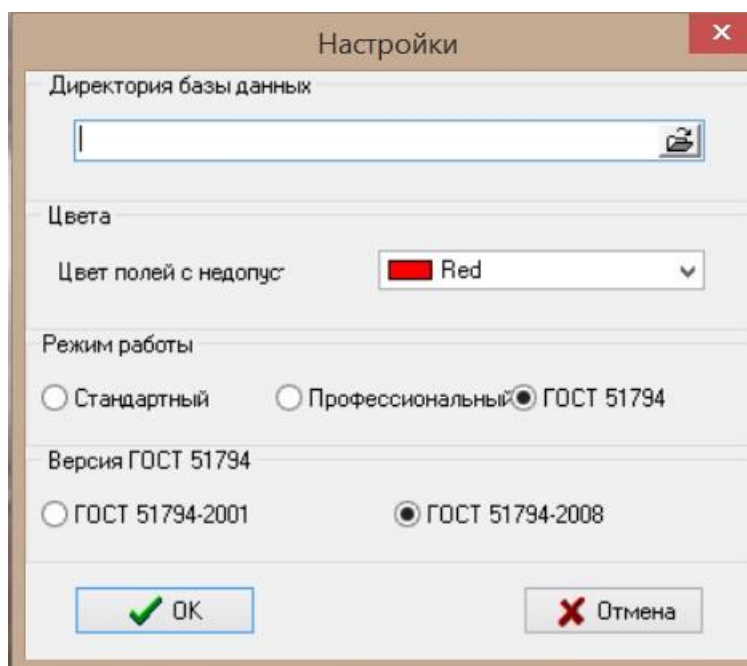 Настройки
Директория базы данных
Цвета
Цвет полей с недопус
Red
Режим работы
Стандартный Профессиональный ГОСТ 51794
Версия ГОСТ 51794
ГОСТ 51794-2001 ГОСТ 51794-2008
OK Отмена